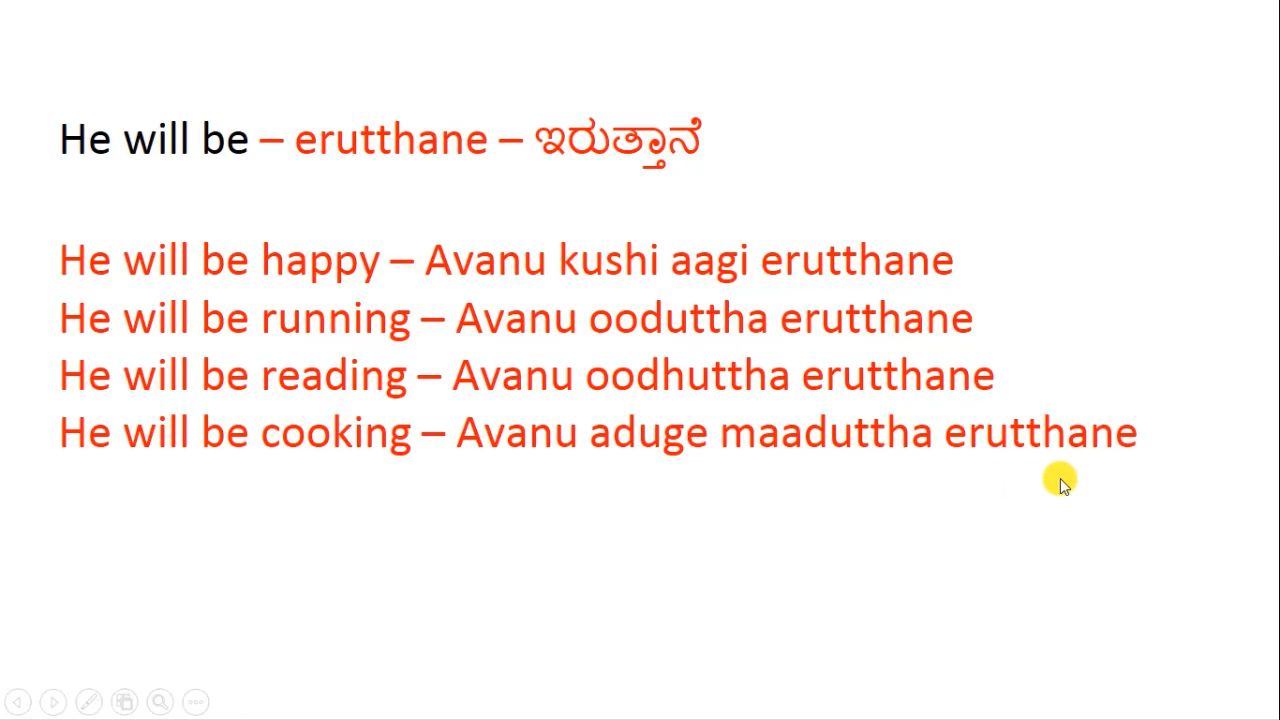 He will be – erutthane – ಇರುತ್ತಾನೆ
He will be happy – Avanu kushi aagi erutthane
He will be running – Avanu ooduttha erutthane
He will be reading – Avanu oodhuttha erutthane
He will be cooking – Avanu aduge maaduttha erutthane